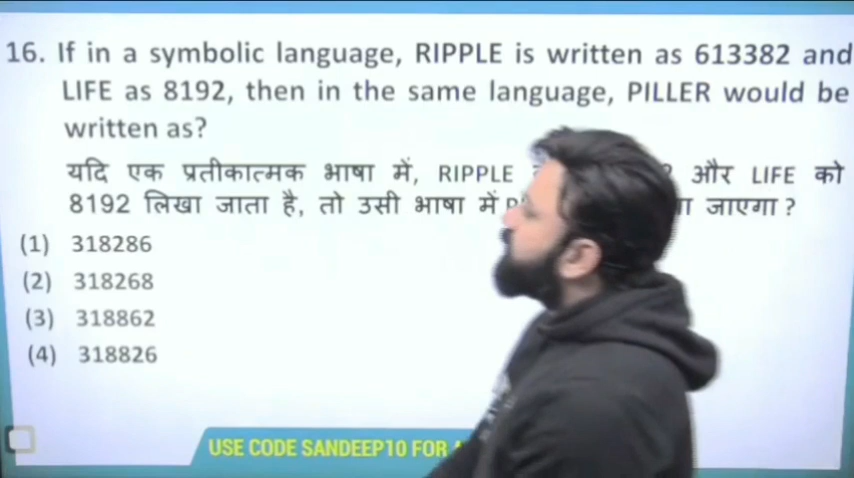 16. If in a symbolic language, RIPPLE is written as 613382 and
LIFE as 8192, then in the same language, PILLER would be
written as?
यदि एक प्रतीकात्मक भाषा में, RIPPLE और LIFE को
8192 लिखा जाता है, तो उसी भाषा में जाएगा ?
(1) 318286
(2) 318268
(3) 318862
(4) 318826
USE CODE SANDEEP10 FOR